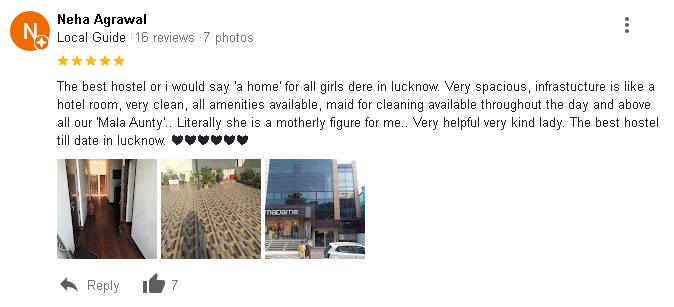 N
Neha Agrawal
Local Guide · 16 reviews · 7 photos
The best hostel or i would say 'a home' for all girls dere in lucknow. Very spacious, infrastucture is like a
hotel room, very clean, all amenities available, maid for cleaning available throughout the day and above
all our 'Mala Aunty'.. Literally she is a motherly figure for me.. Very helpful very kind lady. The best hostel
till date in lucknow. 🖤🖤🖤🖤🖤🖤
madame
Reply 7